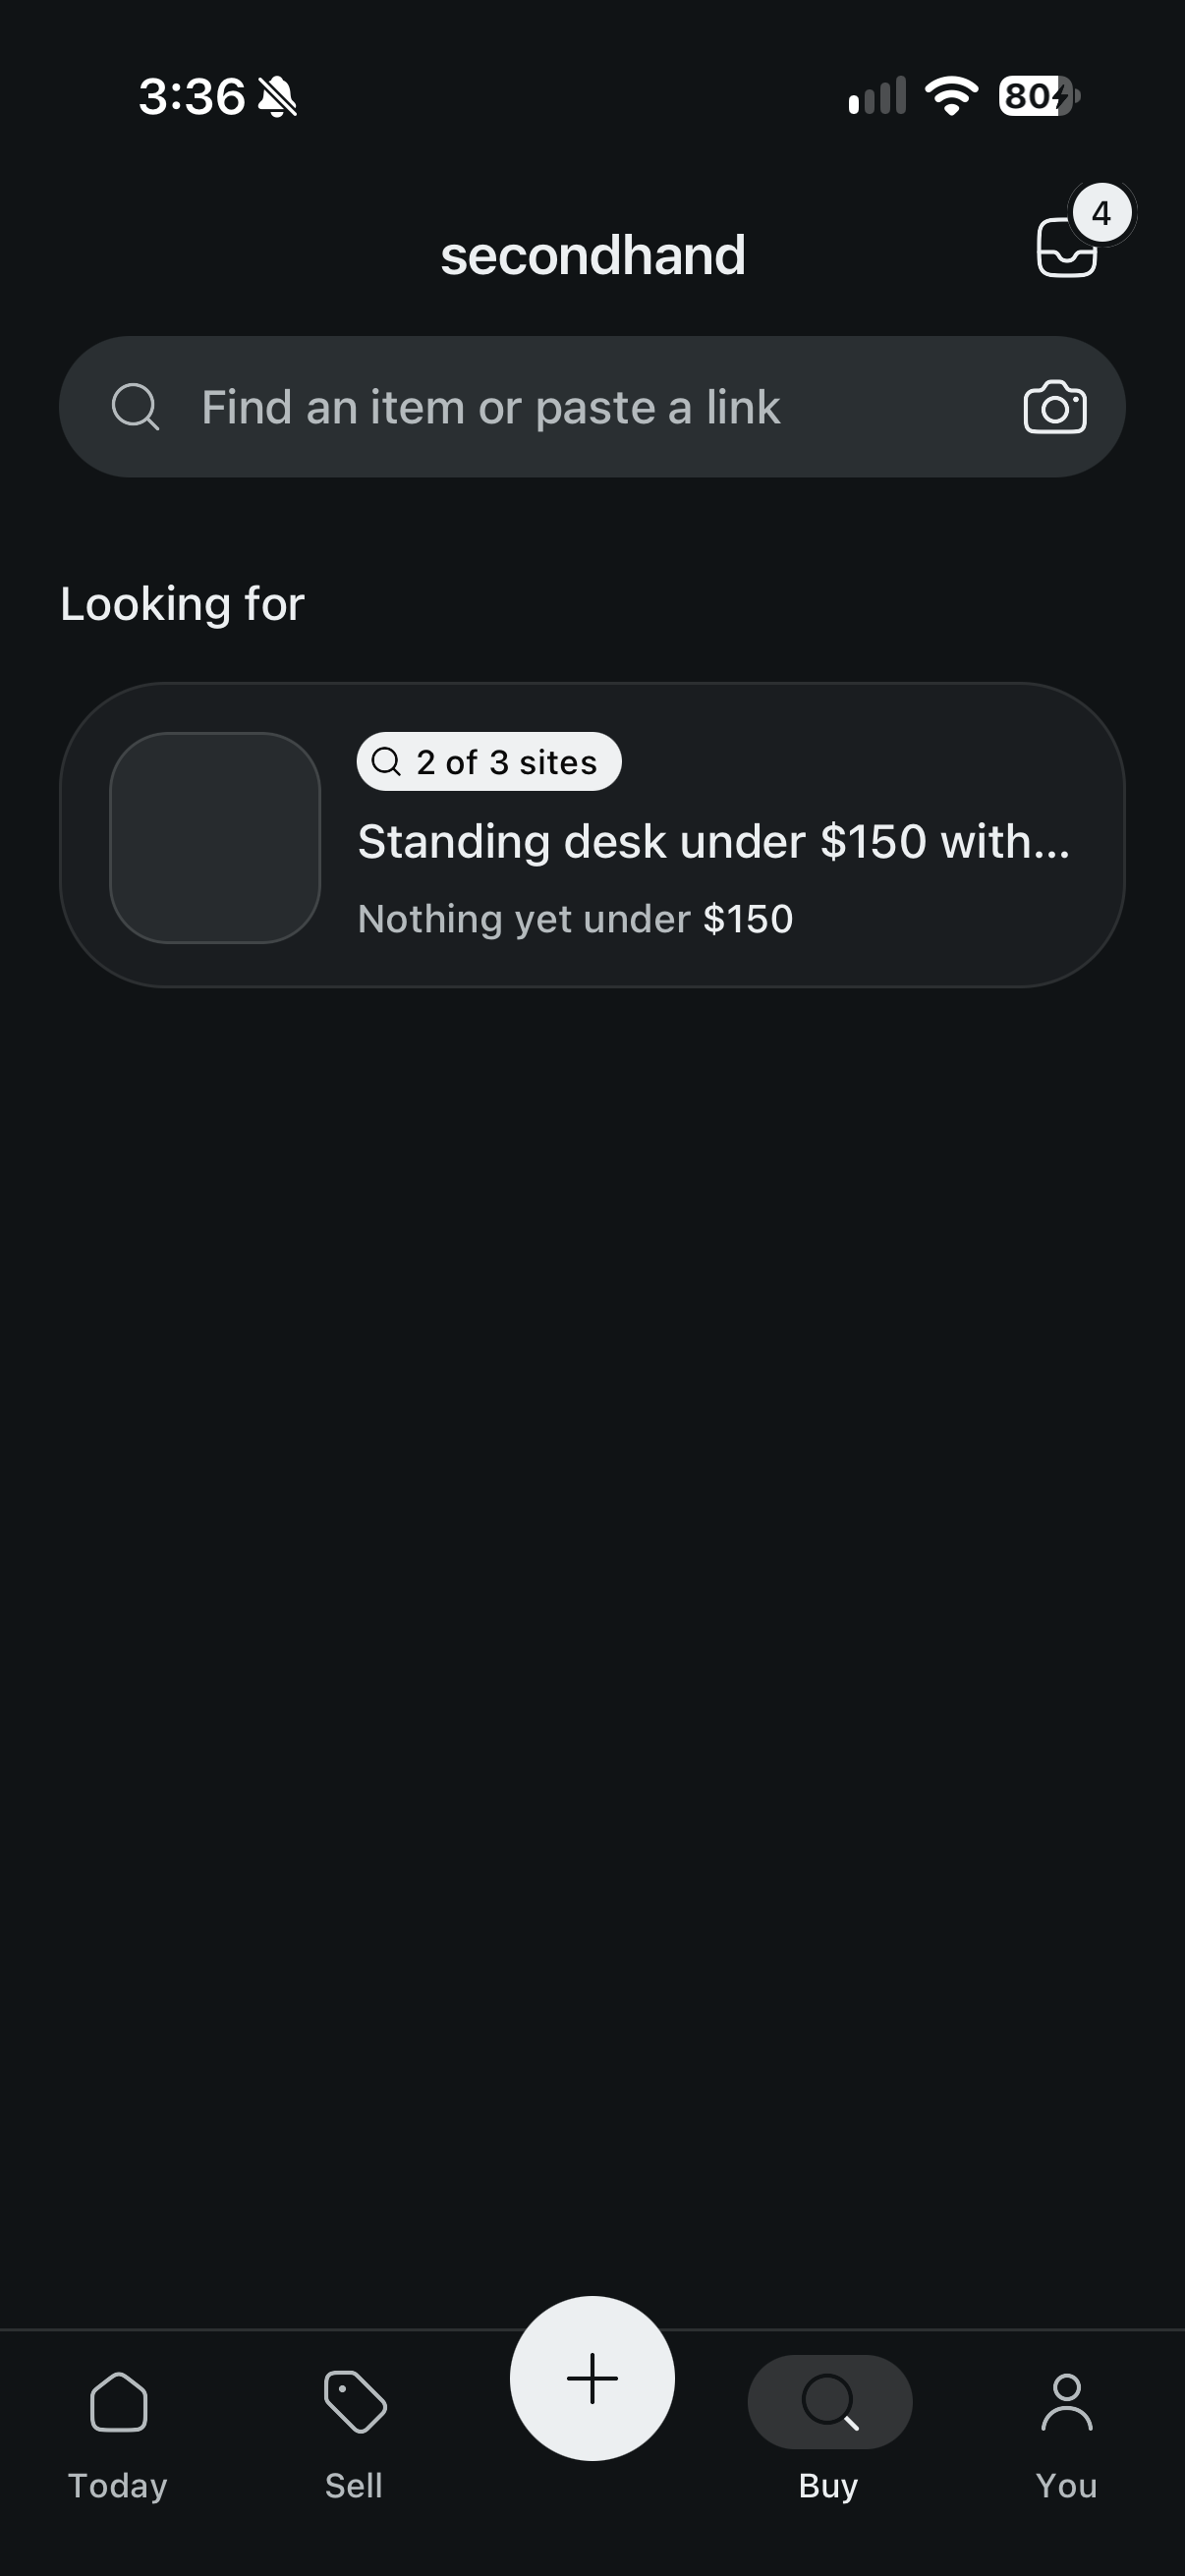 3:36
80
secondhand
4
Find an item or paste a link
Looking for
2 of 3 sites
Standing desk under $150 with...
Nothing yet under $150
Today
Sell
Buy
You